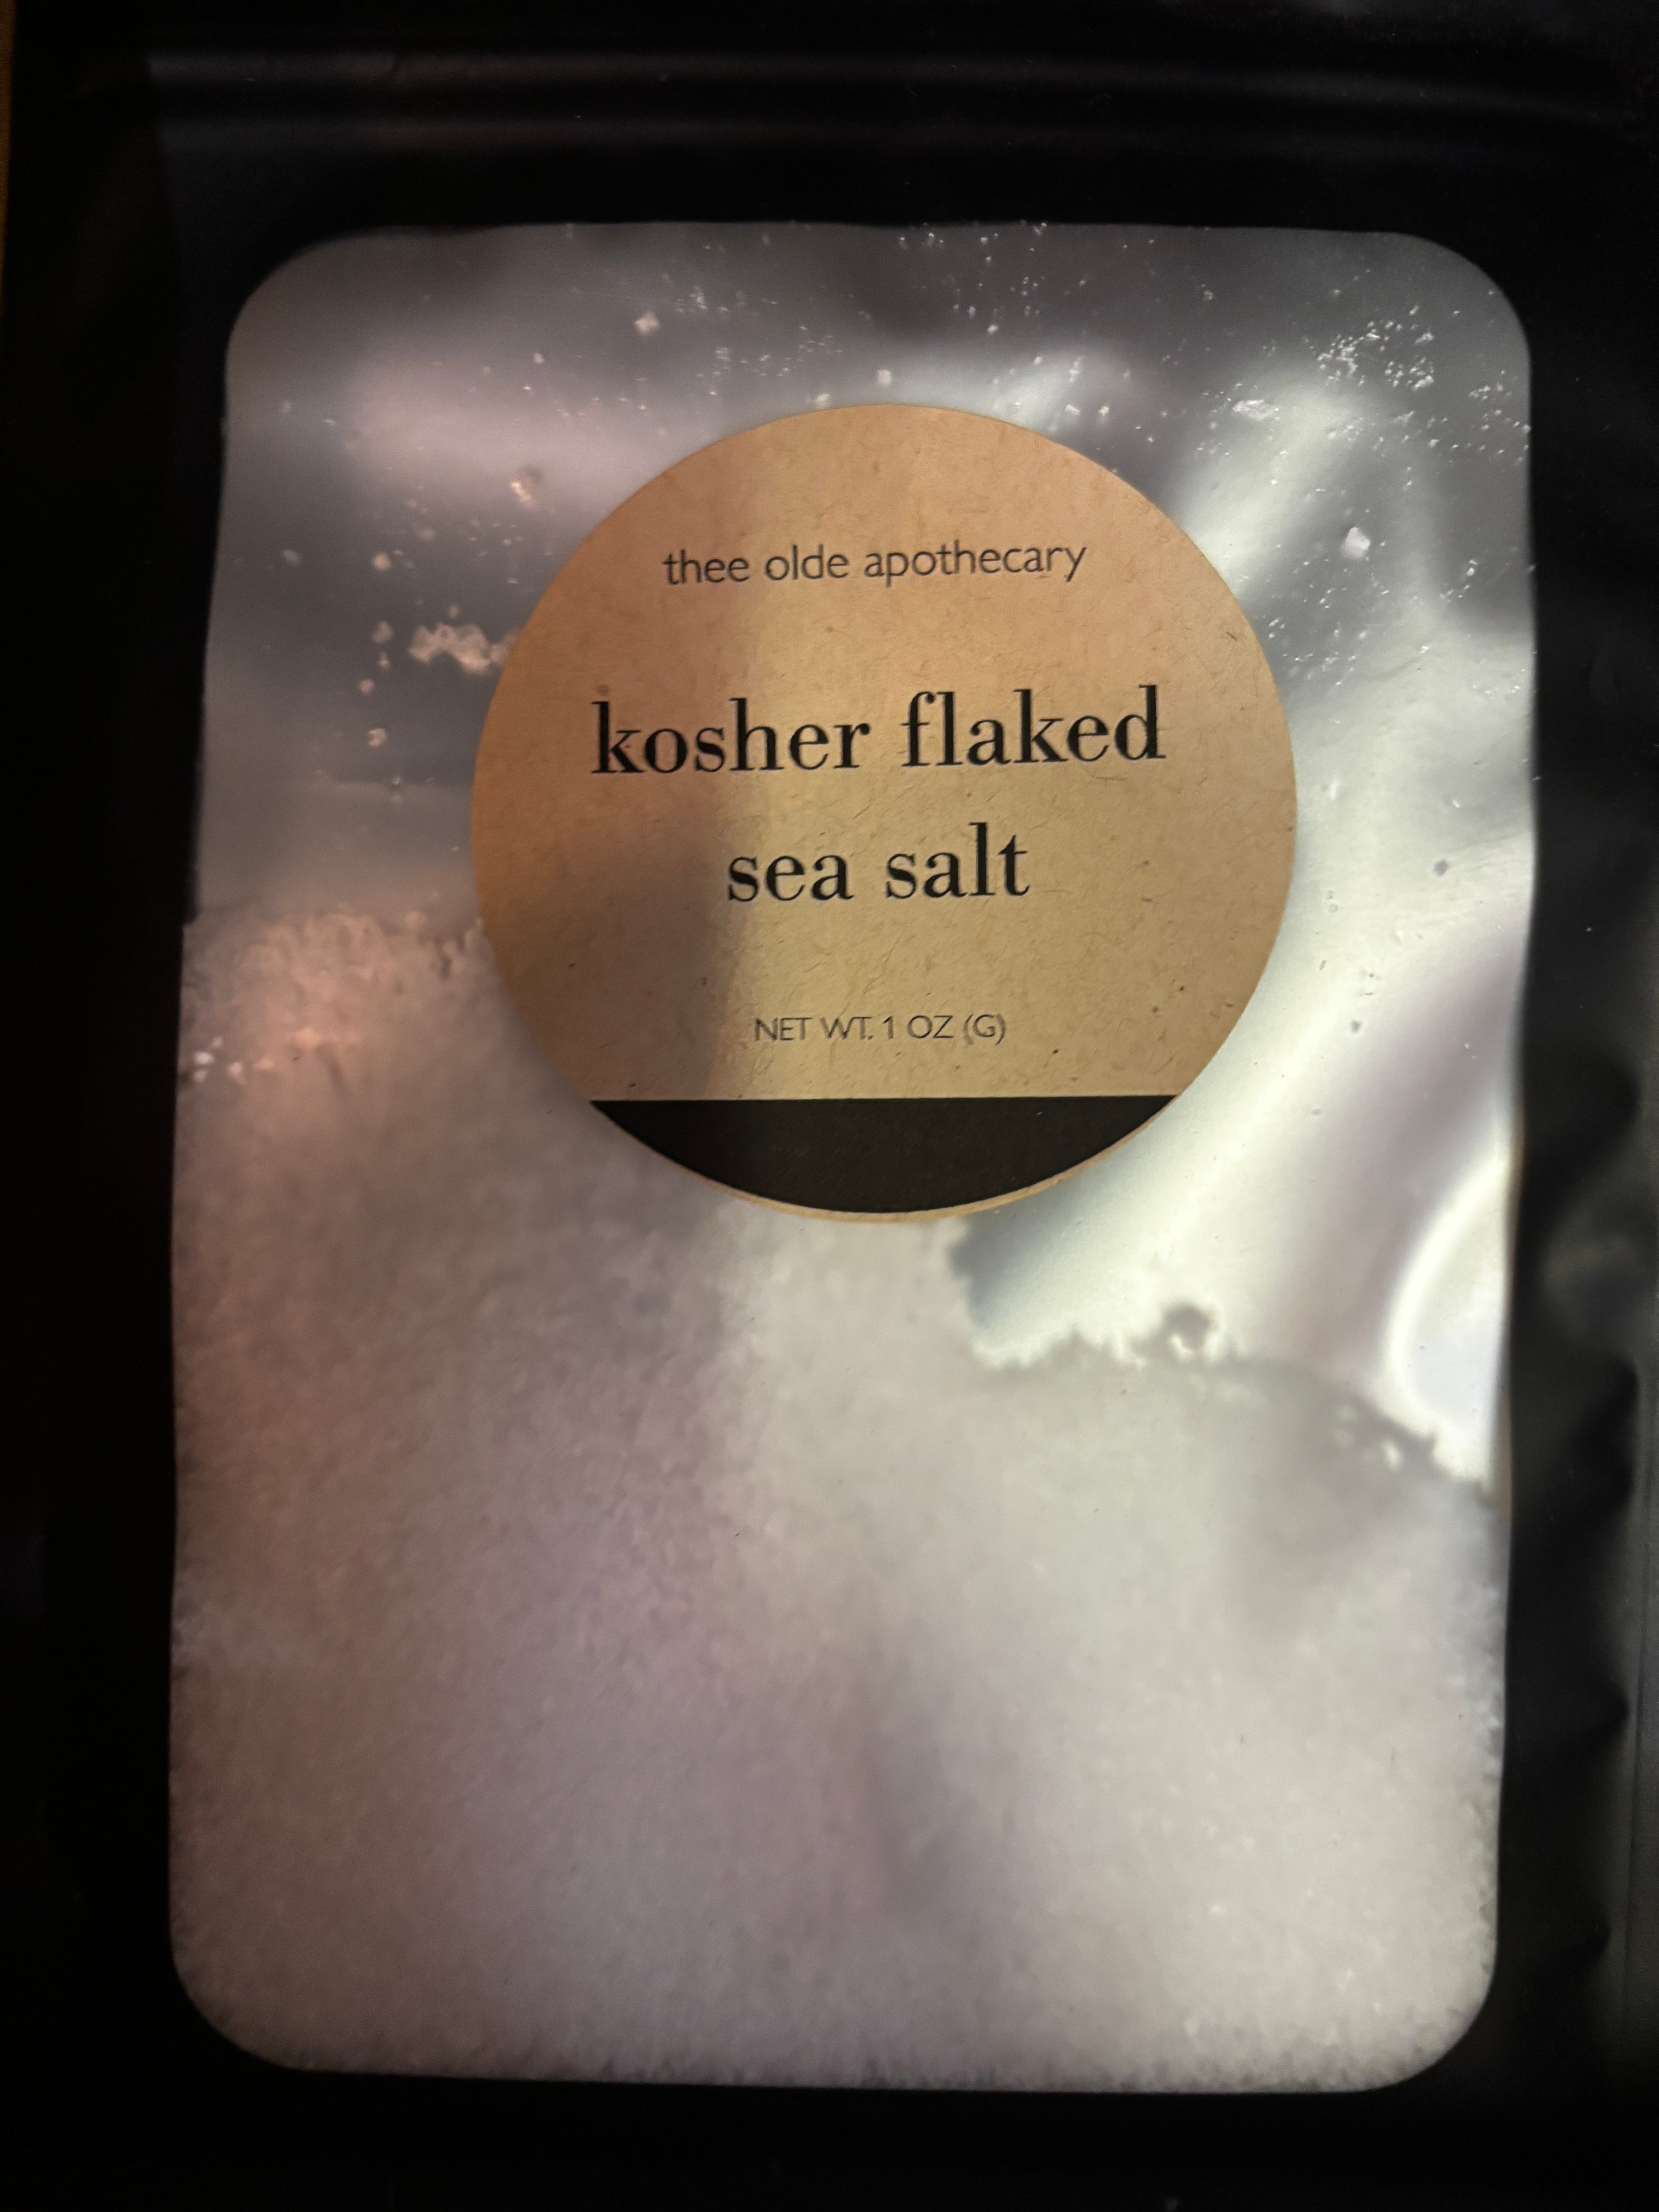 thee olde apothecary
kosher flaked
sea salt
NET WT. 1 OZ (G)